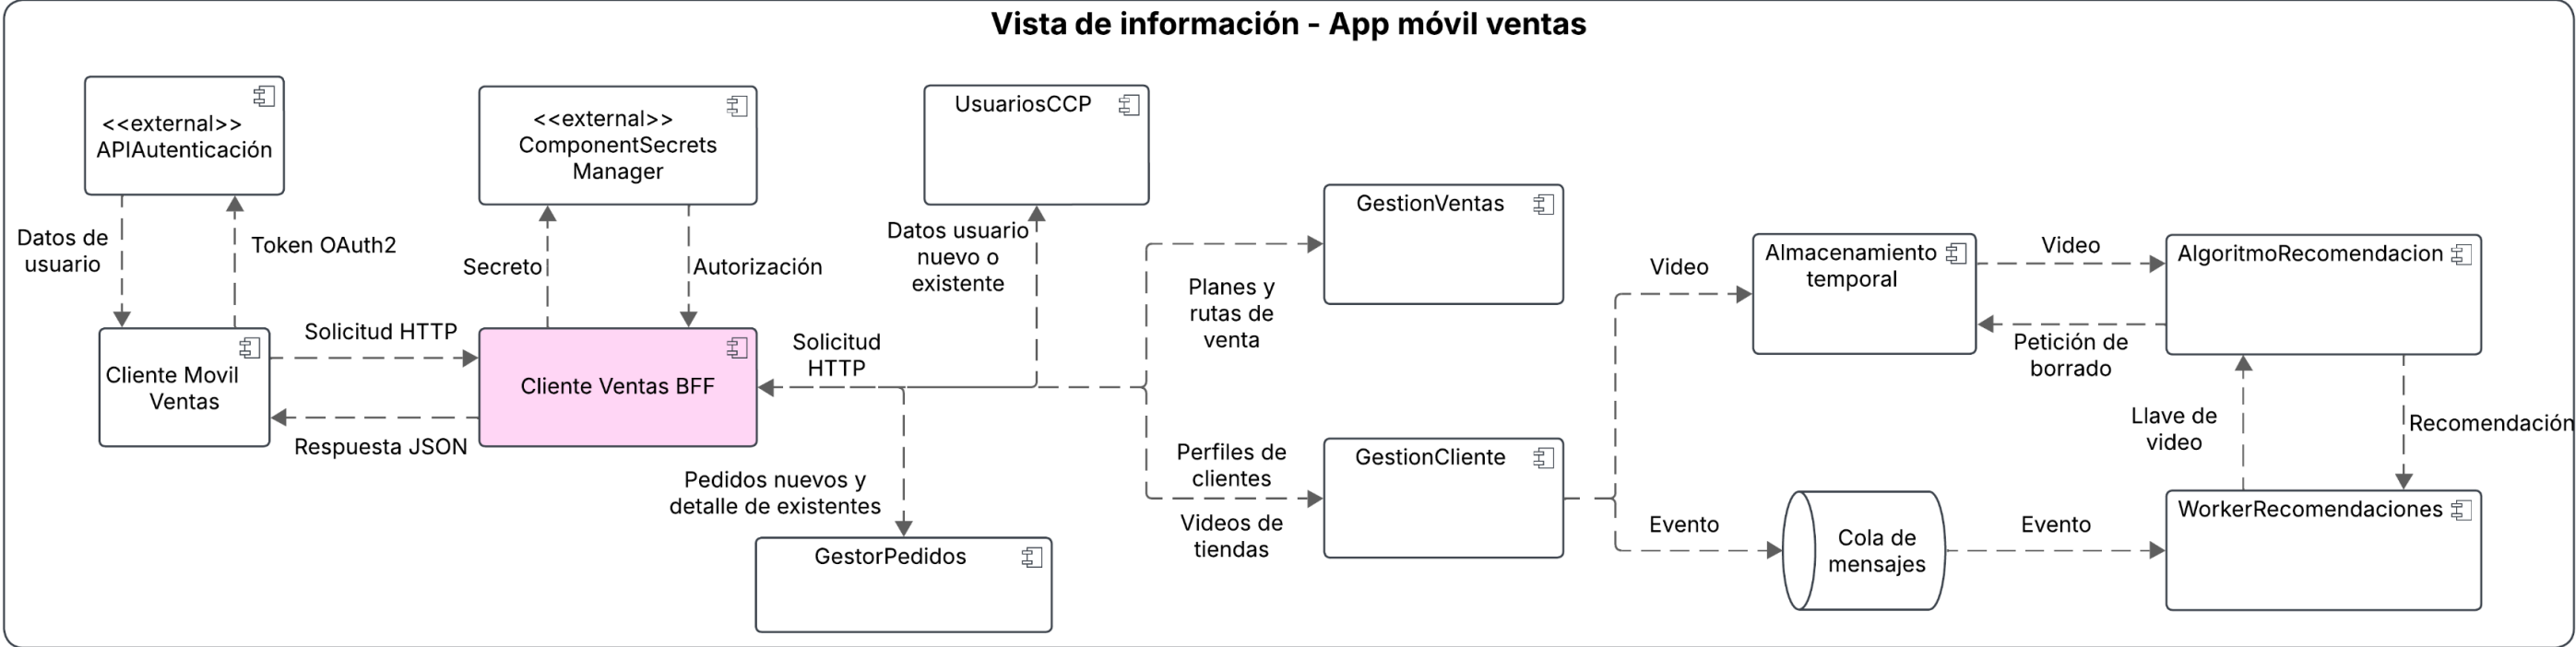 Vista de información - App móvil ventas
<<external>>
APIAutenticación
<<external>>
ComponentSecrets
Manager
UsuariosCCP
Datos de
usuario
Token OAuth2
Secreto
Autorización
Datos usuario
nuevo o
existente
GestionVentas
Planes y
rutas de
venta
Video
Almacenamiento
temporal
Video
AlgoritmoRecomendacion
Petición de
borrado
Solicitud HTTP
Cliente Movil
Ventas
Respuesta JSON
Cliente Ventas BFF
Solicitud
HTTP
Pedidos nuevos y
detalle de existentes
GestorPedidos
Perfiles de
clientes
Videos de
tiendas
GestionCliente
Evento
Cola de
mensajes
Evento
Llave de
video
Recomendación
WorkerRecomendaciones